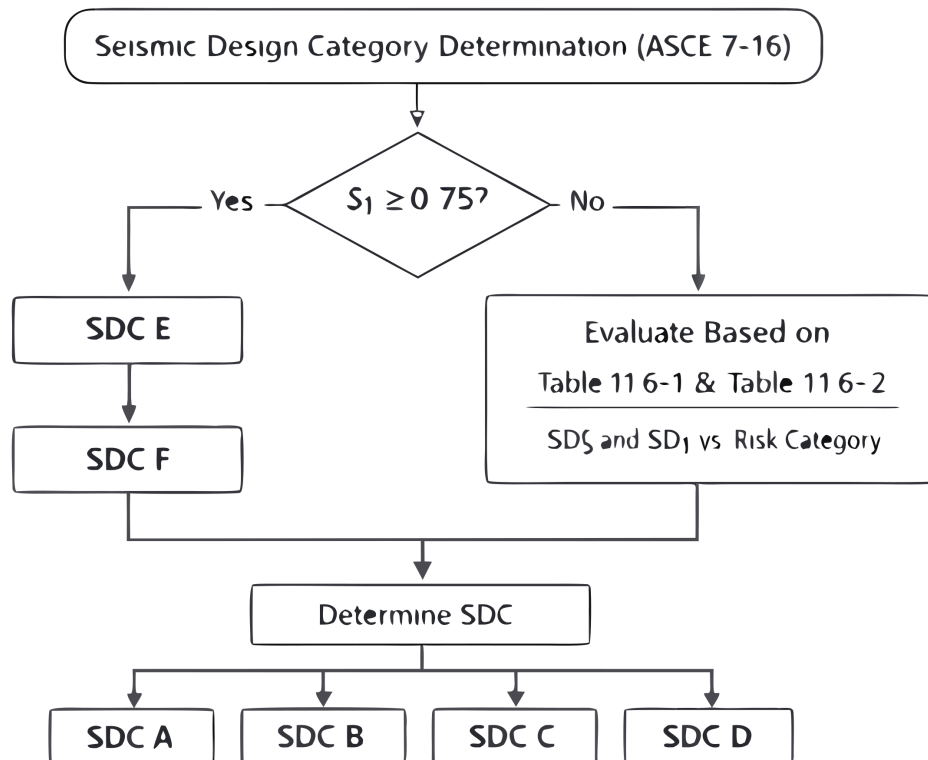 Seismic Design Category Determination (ASCE 7-16)
Yes
S₁ ≥ 0 75?
No
SDC E
SDC F
Evaluate Based on
Table 11 6-1 & Table 11 6-2
SDS and SD₁ vs Risk Category
Determine SDC
SDC A
SDC B
SDC C
SDC D